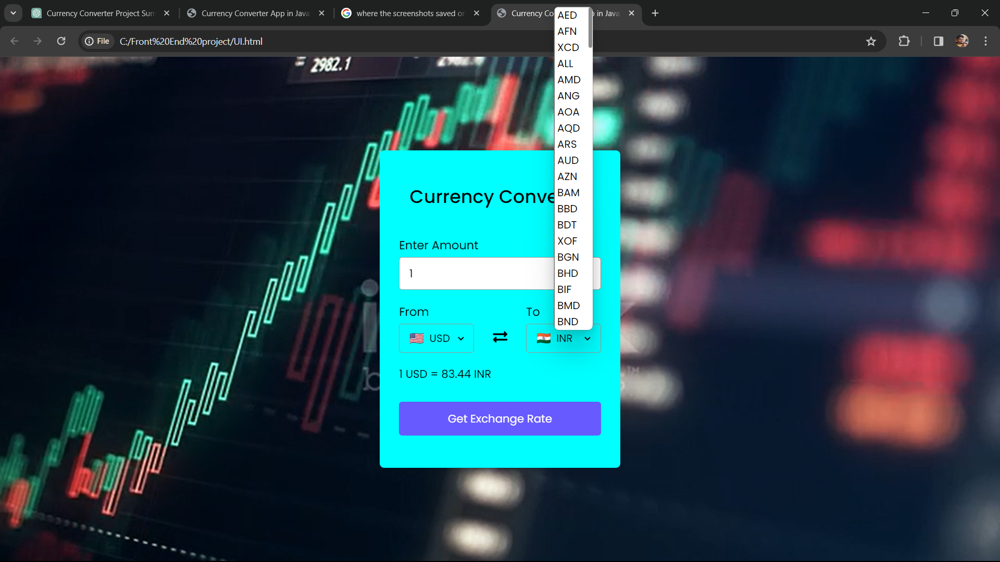 Currency Converter Project Sum
Currency Converter App in Java
where the screenshots saved on
Currency Co
p in Java
File
C:/Front%20End%20project/UI.html
2982.1
AED
AFN
XCD
ALL
AMD
ANG
AOA
AQD
ARS
AUD
AZN
BAM
BBD
BDT
XOF
BGN
BHD
BIF
BMD
BND
Currency Conve
Enter Amount
1
From
To
USD
INR
1 USD = 83.44 INR
Get Exchange Rate